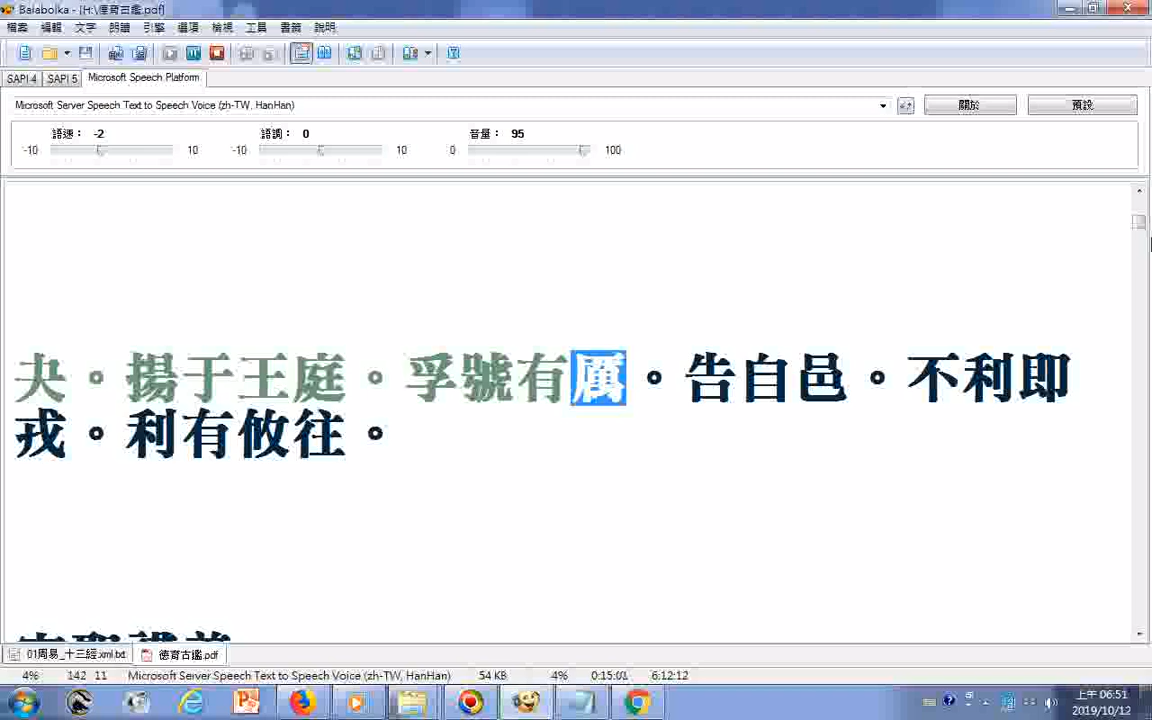 Balabolka - [H:\德育古鑑.pdf]
檔案 編輯 文字 朗讀 引擎 選項 檢視 工具 書籤 說明
SAPI 4 SAPI 5 Microsoft Speech Platform
Microsoft Server Speech Text to Speech Voice (zh-TW, HanHan) 關於 預設
語速： -2 語調： 0 音量： 95
-10 10 -10 10 0 100
夬。揚于王庭。孚號有厲。告自邑。不利即
戎。利有攸往。
01周易_十三經.xml.txt 德育古鑑.pdf
4% 142 11 Microsoft Server Speech Text to Speech Voice (zh-TW, HanHan) 54 KB 4% 0:15:01 6:12:12
上午 06:51
2019/10/12